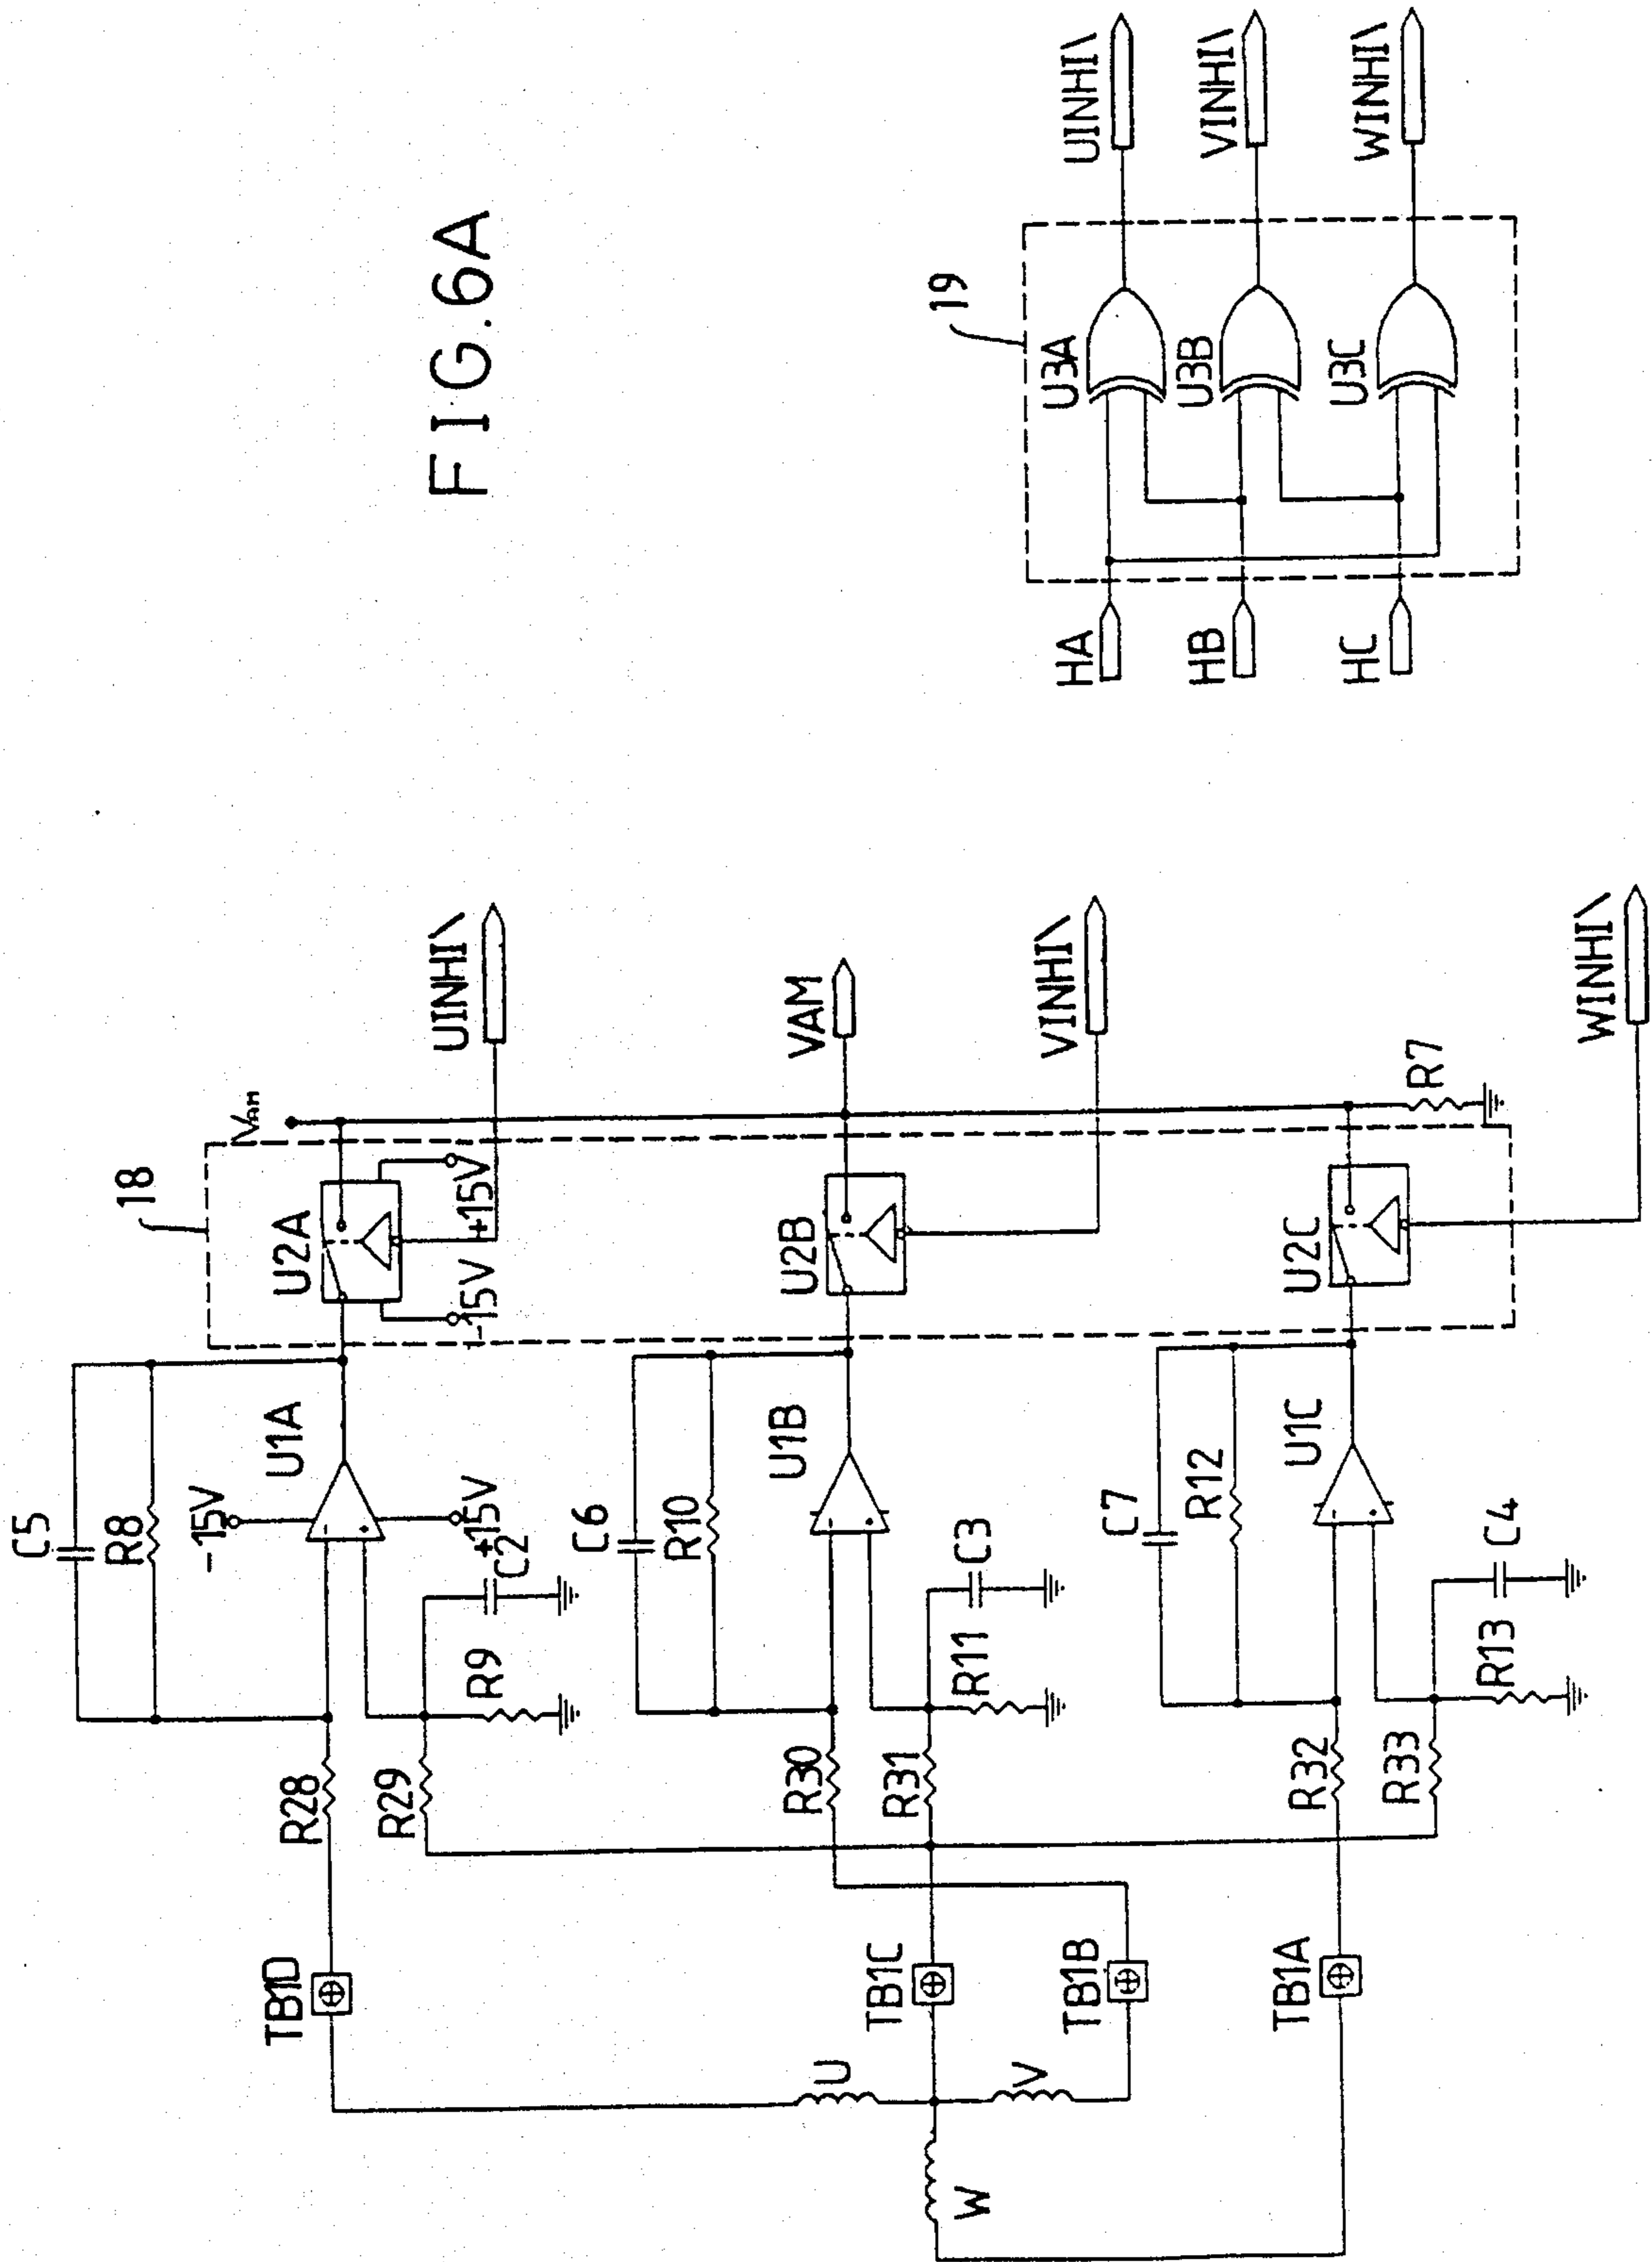 FIG.6A
C5
R8
-15V
U1A
+15V
C2
R28
R29
R9
TB1D
18
VAM
U2A
-15V
+15V
UINHI\
C6
R10
U1B
C3
R30
R31
R11
TB1C
TB1B
U
V
W
U2B
VAM
VINHI\
C7
R12
U1C
C4
R32
R33
R13
TB1A
U2C
R7
WINHI\
19
HA
HB
HC
U3A
U3B
U3C
UINHI\
VINHI\
WINHI\